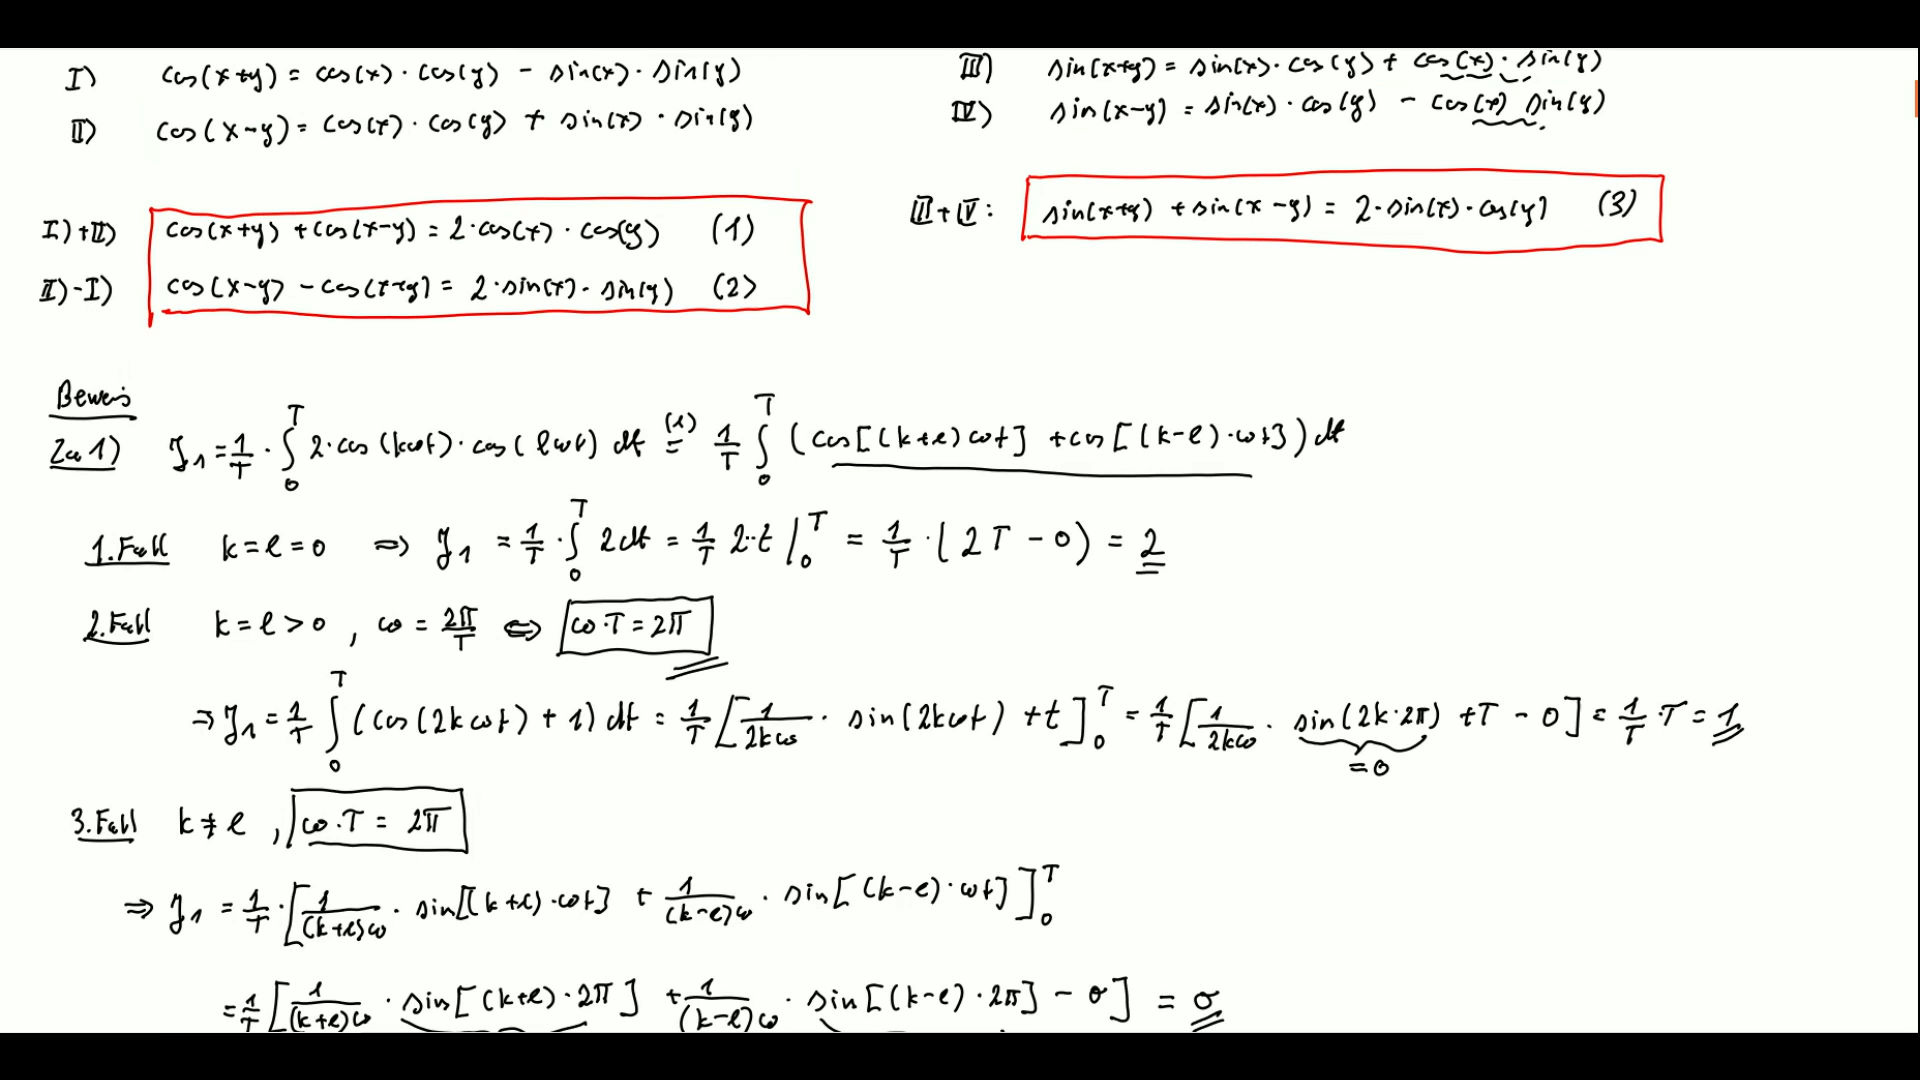 I) cos(x+y) = cos(x)·cos(y) - sin(x)·sin(y)
II) cos(x-y) = cos(x)·cos(y) + sin(x)·sin(y)
III) sin(x+y) = sin(x)·cos(y) + cos(x)·sin(y)
IV) sin(x-y) = sin(x)·cos(y) - cos(x) sin(y)
I)+II) cos(x+y) + cos(x-y) = 2·cos(x)·cos(y) (1)
II)-I) cos(x-y) - cos(x+y) = 2·sin(x)·sin(y) (2)
III+IV: sin(x+y) + sin(x-y) = 2·sin(x)·cos(y) (3)
Beweis
Zu 1) J₁ = 1/T · ∫₀ᵀ 2·cos(kωt)·cos(lωt) dt =⁽¹⁾ 1/T ∫₀ᵀ (cos[(k+l)ωt] + cos[(k-l)·ωt]) dt
1. Fall k = l = 0 ⇒ J₁ = 1/T · ∫₀ᵀ 2 dt = 1/T 2·t |₀ᵀ = 1/T · (2T - 0) = 2
2. Fall k = l > 0, ω = 2π/T ⇔ ω·T = 2π
⇒ J₁ = 1/T ∫₀ᵀ (cos(2kωt) + 1) dt = 1/T [1/2kω · sin(2kωt) + t]₀ᵀ = 1/T [1/2kω · sin(2k·2π) + T - 0] = 1/T · T = 1
= 0
3. Fall k ≠ l, ω·T = 2π
⇒ J₁ = 1/T · [1/(k+l)ω · sin[(k+l)·ωt] + 1/(k-l)ω · sin[(k-l)·ωt]]₀ᵀ
= 1/T [1/(k+l)ω · sin[(k+l)·2π] + 1/(k-l)ω · sin[(k-l)·2π] - 0] = 0